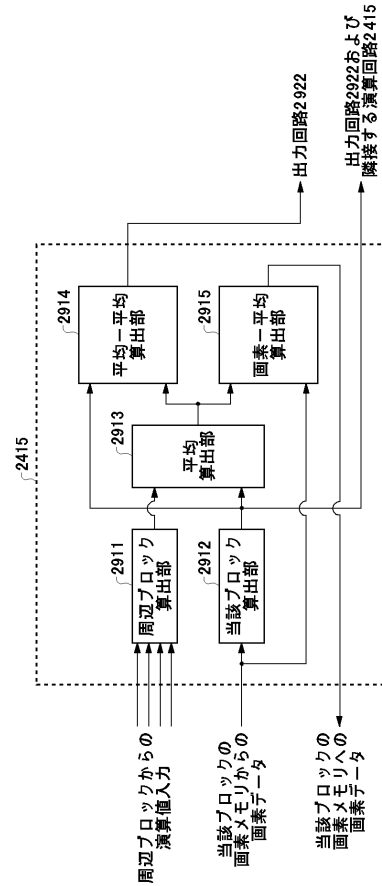 2415
周辺ブロックからの
演算値入力
当該ブロックの
画素メモリからの
画素データ
当該ブロックの
画素メモリへの
画素データ
2911
周辺ブロック
算出部
2912
当該ブロック
算出部
2913
平均
算出部
2914
平均－平均
算出部
2915
画素－平均
算出部
出力回路2922
出力回路2922および
隣接する演算回路2415